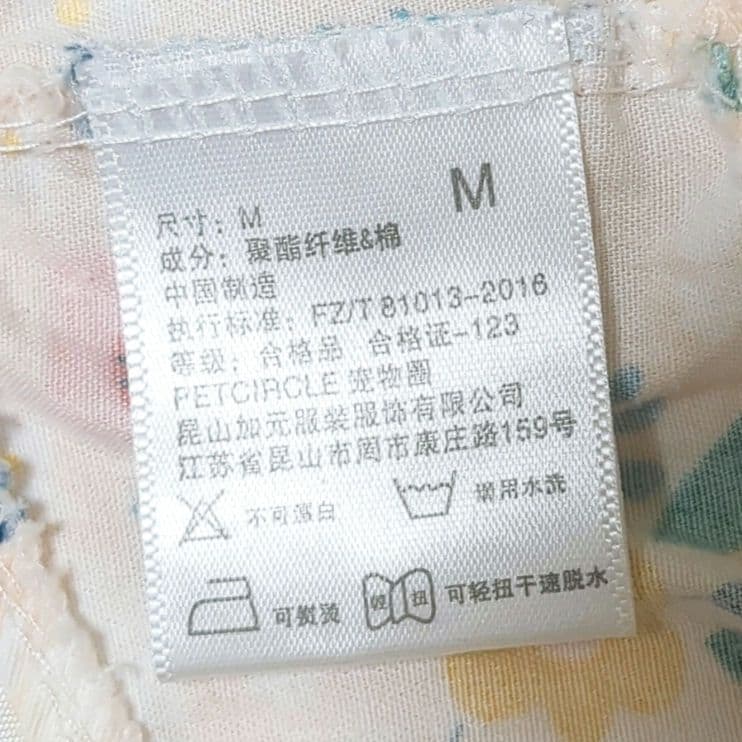 M
尺寸：M
成分：聚酯纤维&棉
中国制造
执行标准：FZ/T 81013-2016
等级：合格品 合格证-123
PETCIRCLE 宠物圈
昆山加元服装服饰有限公司
江苏省昆山市周市康庄路159号
不可漂白
请用水洗
可熨烫
轻 扭
可轻扭干速脱水